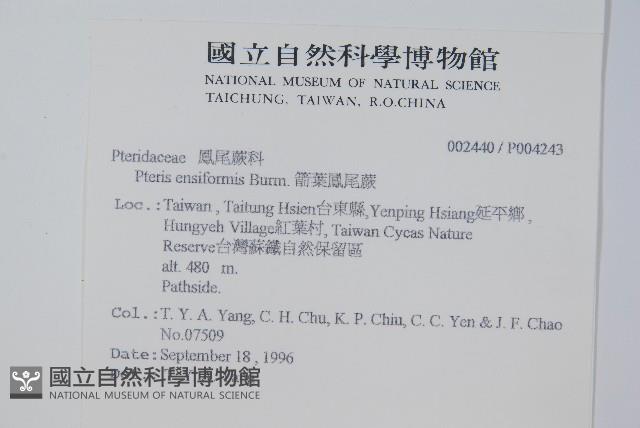 國立自然科學博物館
NATIONAL MUSEUM OF NATURAL SCIENCE
TAICHUNG, TAIWAN, R.O.CHINA
002440 / P004243
Pteridaceae 鳳尾蕨科
Pteris ensiformis Burm. 箭葉鳳尾蕨
Loc.:Taiwan , Taitung Hsien台東縣,Yenping Hsiang延平鄉 ,
Hungyeh Village紅葉村, Taiwan Cycas Nature
Reserve台灣蘇鐵自然保留區
alt. 480 m.
Pathside.
Col.:T. Y. A. Yang, C. H. Chu, K. P. Chiu, C. C. Yen & J. F. Chao
No.07509
Date:September 18 , 1996
國立自然科學博物館
NATIONAL MUSEUM OF NATURAL SCIENCE